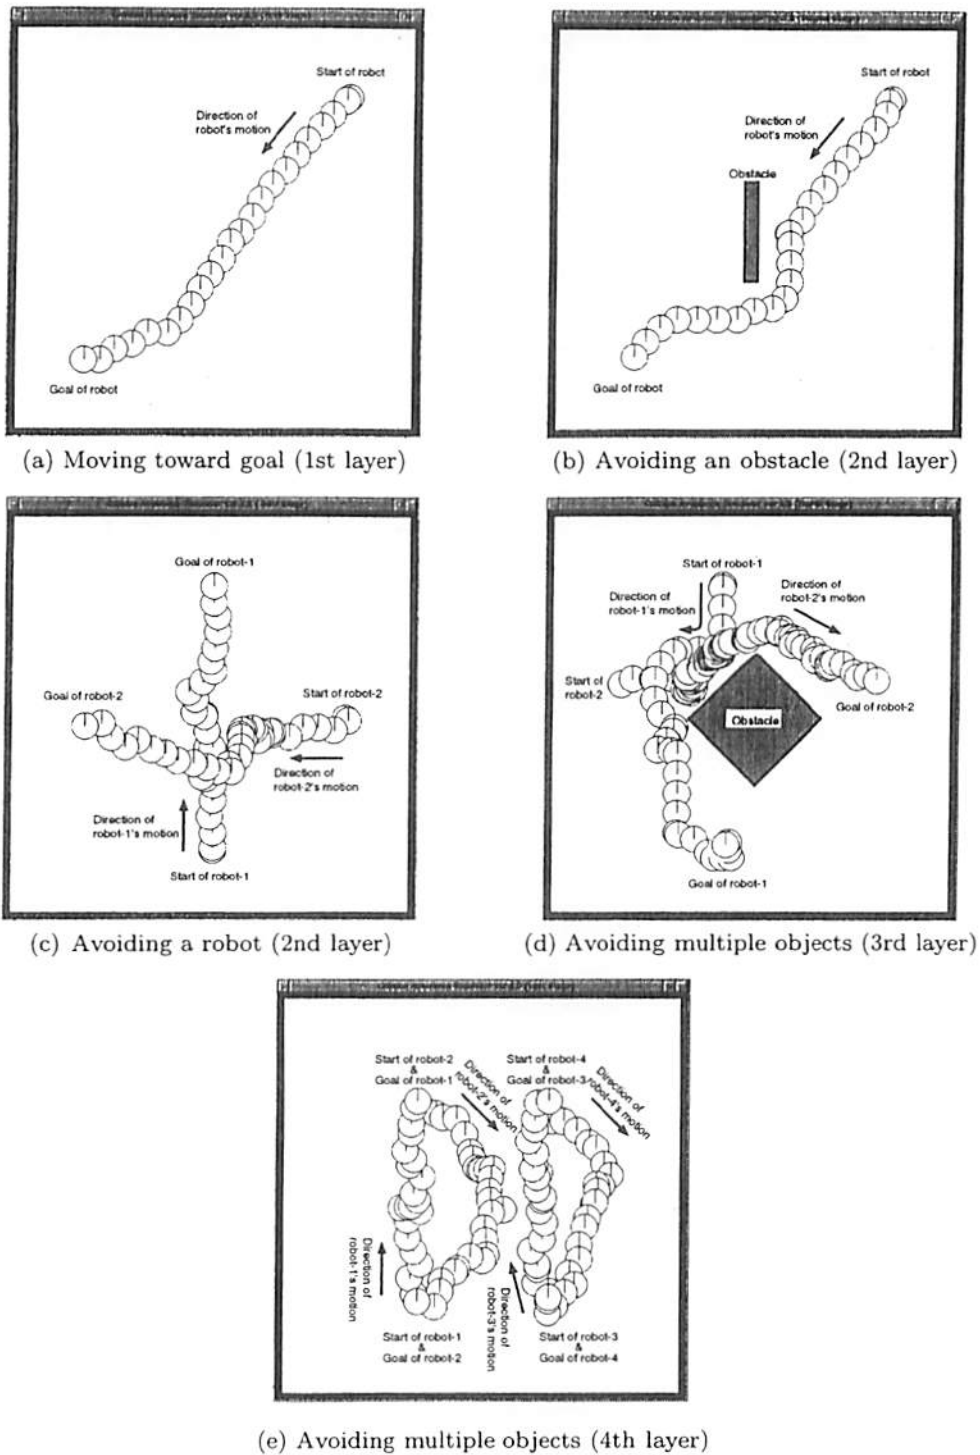 Start of robot
Direction of
robot's motion
Goal of robot
(a) Moving toward goal (1st layer)
Start of robot
Direction of
robot's motion
Obstacle
Goal of robot
(b) Avoiding an obstacle (2nd layer)
Goal of robot-1
Goal of robot-2
Start of robot-2
Direction of
robot-2's motion
Direction of
robot-1's motion
Start of robot-1
(c) Avoiding a robot (2nd layer)
Start of robot-1
Direction of
robot-1's motion
Direction of
robot-2's motion
Start of
robot-2
Goal of robot-2
Obstacle
Goal of robot-1
(d) Avoiding multiple objects (3rd layer)
Start of robot-2
&
Goal of robot-1
Direction of
robot-2's motion
Start of robot-4
&
Goal of robot-3
Direction of
robot-4's motion
Direction of
robot-1's motion
Direction of
robot-3's motion
Start of robot-1
&
Goal of robot-2
Start of robot-3
&
Goal of robot-4
(e) Avoiding multiple objects (4th layer)